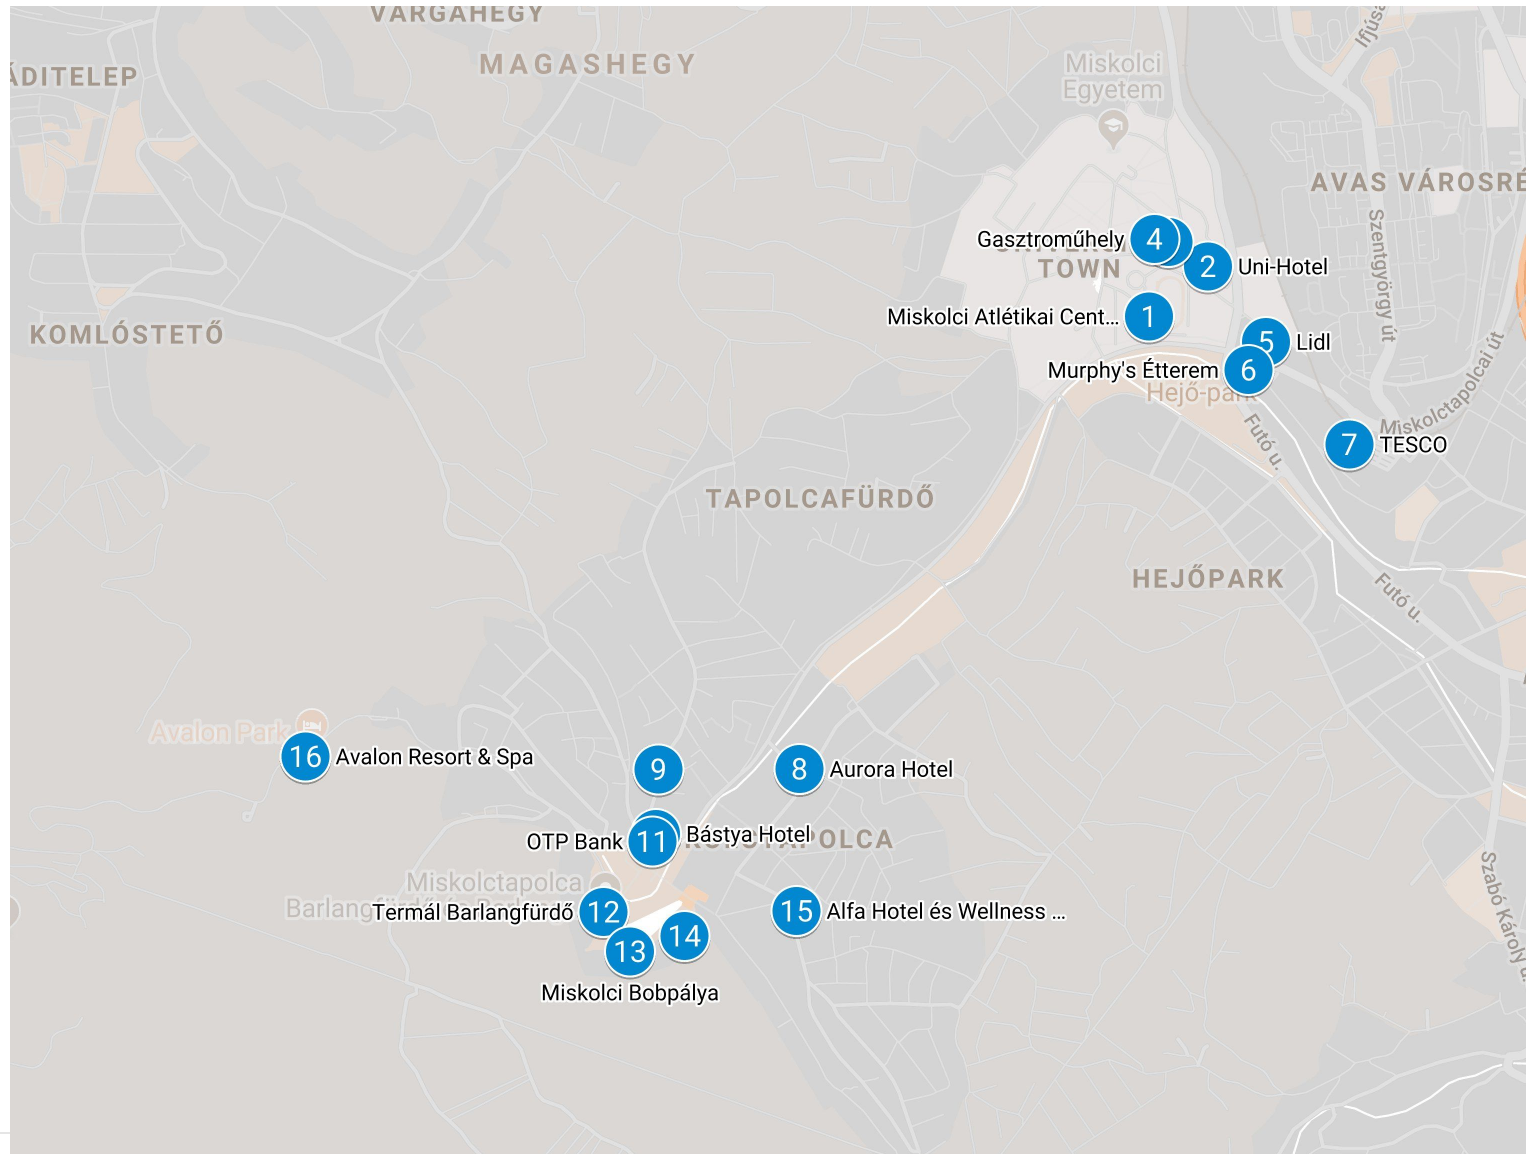 VARGAHEGY
MAGASHEGY
ÁDITELEP
Ifjúsá
Miskolci
Egyetem
AVAS VÁROSRÉ
Gasztroműhely
4
TOWN
2
Uni-Hotel
Szentgyörgy út
Miskolci Atlétikai Cent...
1
KOMLÓSTETŐ
5
Lidl
Murphy's Étterem
6
Hejő-park
Miskolctapolcai út
Futó u.
7
TESCO
TAPOLCAFÜRDŐ
HEJŐPARK
Futó u.
Avalon Park
16
Avalon Resort & Spa
9
8
Aurora Hotel
OTP Bank
11
Bástya Hotel
Miskolctapolca
Termál Barlangfürdő
12
15
Alfa Hotel és Wellness ...
13
14
Miskolci Bobpálya
Szabó Károly u.